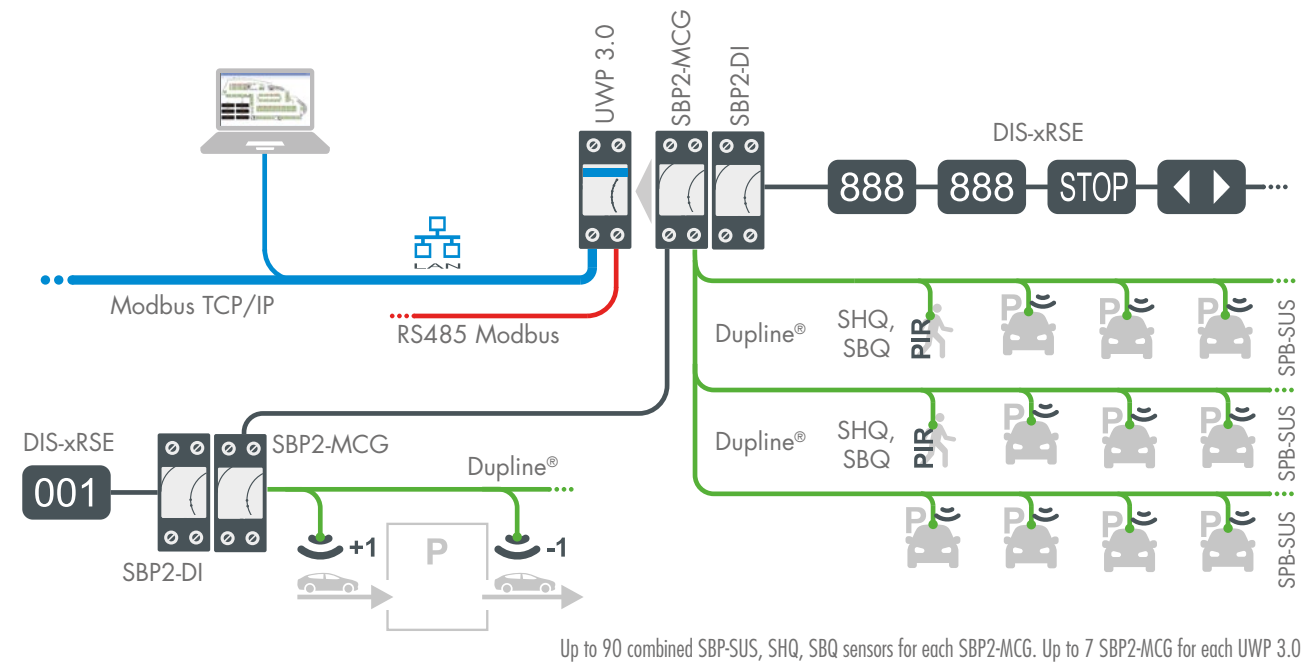 UWP 3.0
SBP2-MCG
SBP2-DI
DIS-xRSE
888
888
STOP
LAN
Modbus TCP/IP
RS485 Modbus
Dupline®
SHQ,
SBQ
PIR
P
P
P
SPB-SUS
Dupline®
SHQ,
SBQ
PIR
P
P
P
SPB-SUS
P
P
P
P
SPB-SUS
DIS-xRSE
001
SBP2-MCG
SBP2-DI
Dupline®
+1
P
-1
Up to 90 combined SBP-SUS, SHQ, SBQ sensors for each SBP2-MCG. Up to 7 SBP2-MCG for each UWP 3.0